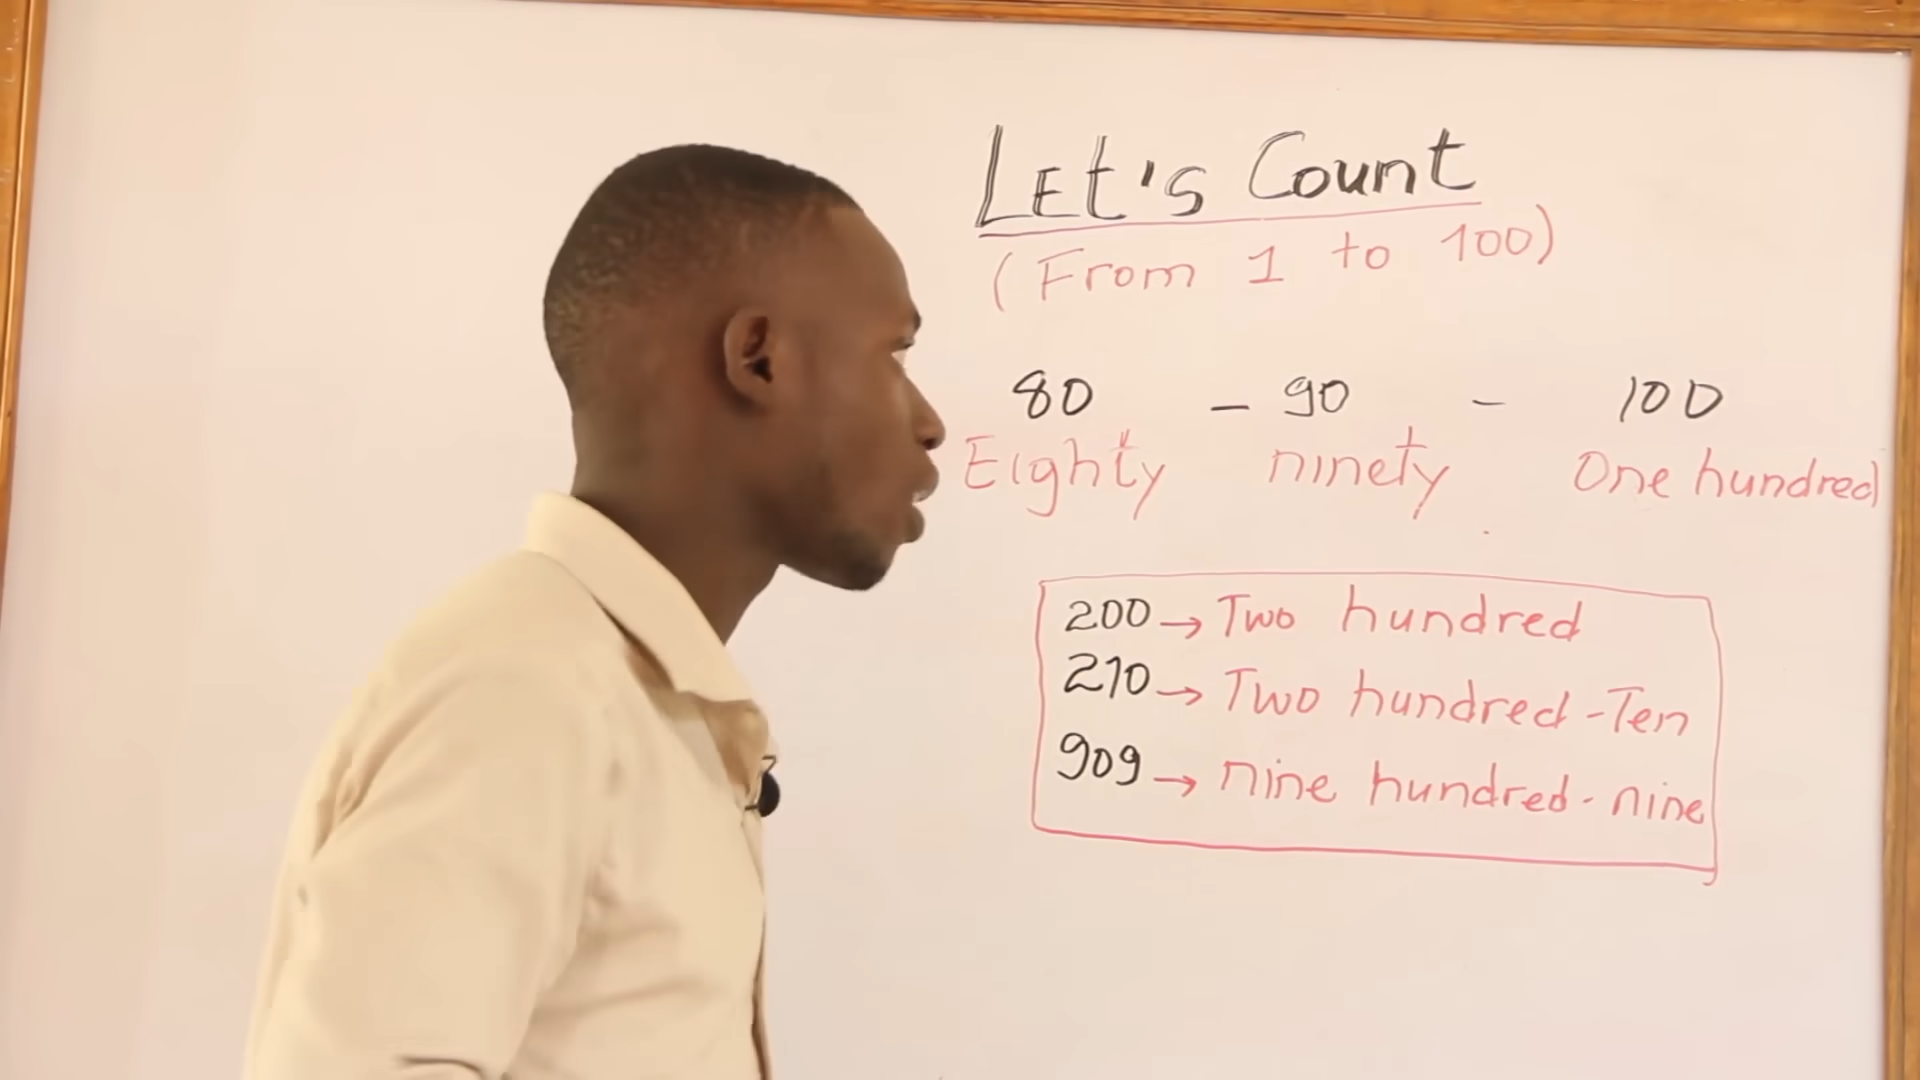 LEt's Count
(From 1 to 100)
80 - 90 - 100
Eighty ninety One hundred
200 → Two hundred
210 → Two hundred - Ten
909 → nine hundred - nine